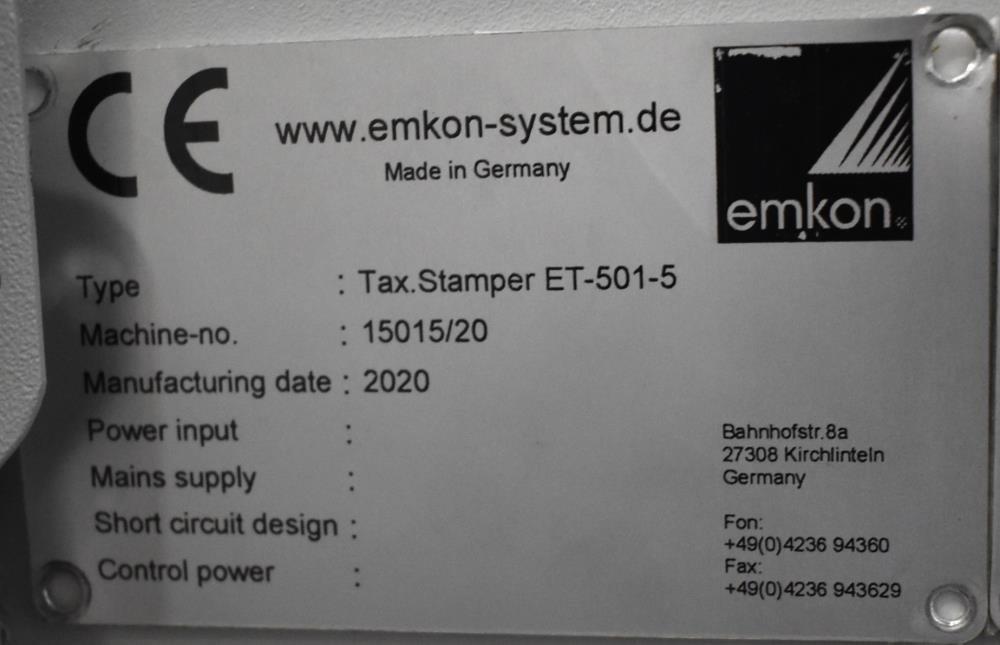 CE
www.emkon-system.de
Made in Germany
emkon
Type : Tax.Stamper ET-501-5
Machine-no. : 15015/20
Manufacturing date : 2020
Power input :
Mains supply :
Short circuit design :
Control power :
Bahnhofstr.8a
27308 Kirchlinteln
Germany
Fon:
+49(0)4236 94360
Fax:
+49(0)4236 943629